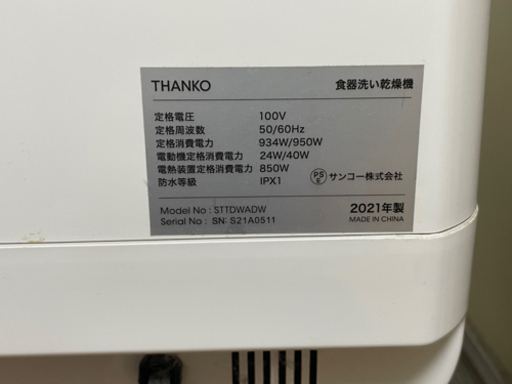 THANKO 食器洗い乾燥機
定格電圧 100V
定格周波数 50/60Hz
定格消費電力 934W/950W
電動機定格消費電力 24W/40W
電熱装置定格消費電力 850W
防水等級 IPX1
PSE サンコー株式会社
Model No : STTDWADW
Serial No : SN: S21A0511
2021年製
MADE IN CHINA